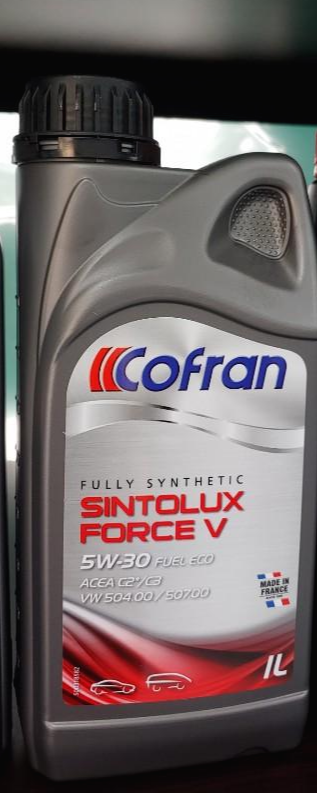 Cofran
FULLY SYNTHETIC
SINTOLUX
FORCE V
5W-30 FUEL ECO
ACEA C2*/C3
VW 504.00 / 507.00
MADE IN
FRANCE
1L